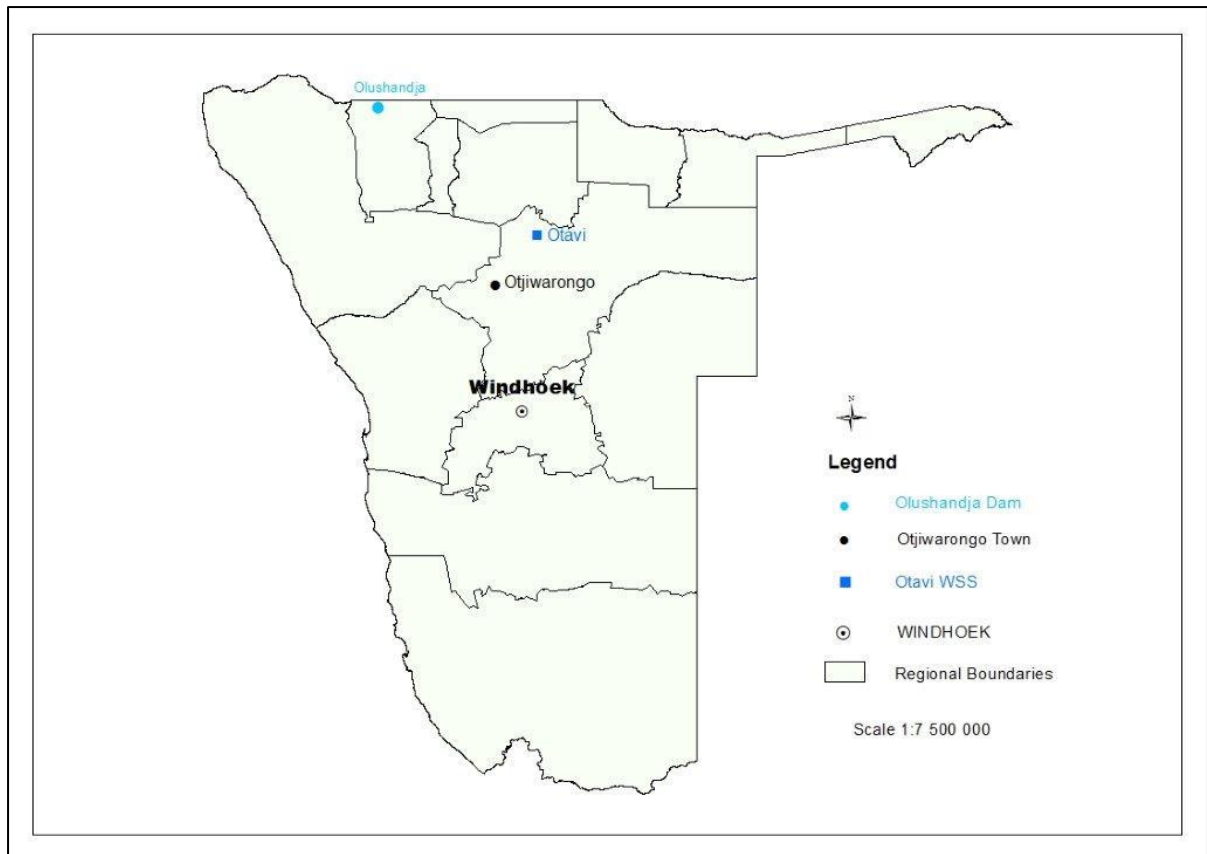 Olushandja
Otavi
Otjiwarongo
Windhoek
N
Legend
Olushandja Dam
Otjiwarongo Town
Otavi WSS
WINDHOEK
Regional Boundaries
Scale 1:7 500 000